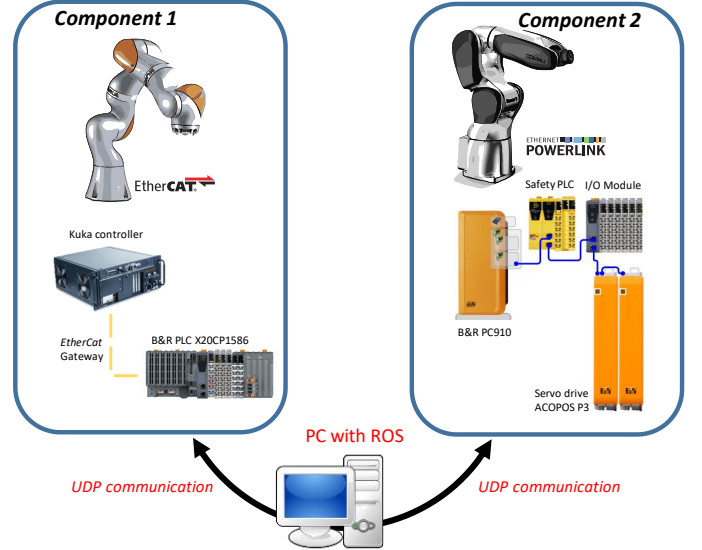 Component 1
Component 2
COMAU
EtherCAT
ETHERNET
POWERLINK
Kuka controller
Safety PLC
I/O Module
EtherCat
Gateway
B&R PLC X20CP1586
B&R PC910
Servo drive
ACOPOS P3
PC with ROS
UDP communication
UDP communication